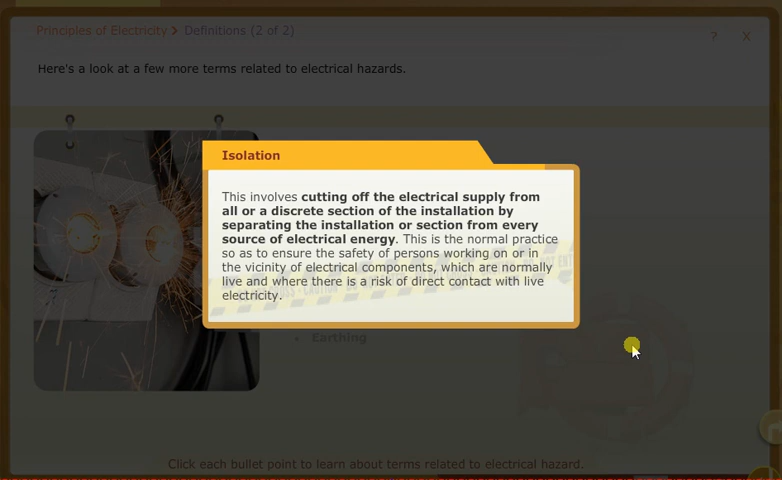 Principles of Electricity > Definitions (2 of 2)
? X
Here's a look at a few more terms related to electrical hazards.
Isolation
This involves cutting off the electrical supply from
all or a discrete section of the installation by
separating the installation or section from every
source of electrical energy. This is the normal practice
so as to ensure the safety of persons working on or in
the vicinity of electrical components, which are normally
live and where there is a risk of direct contact with live
electricity.
• Earthing
Click each bullet point to learn about terms related to electrical hazard.